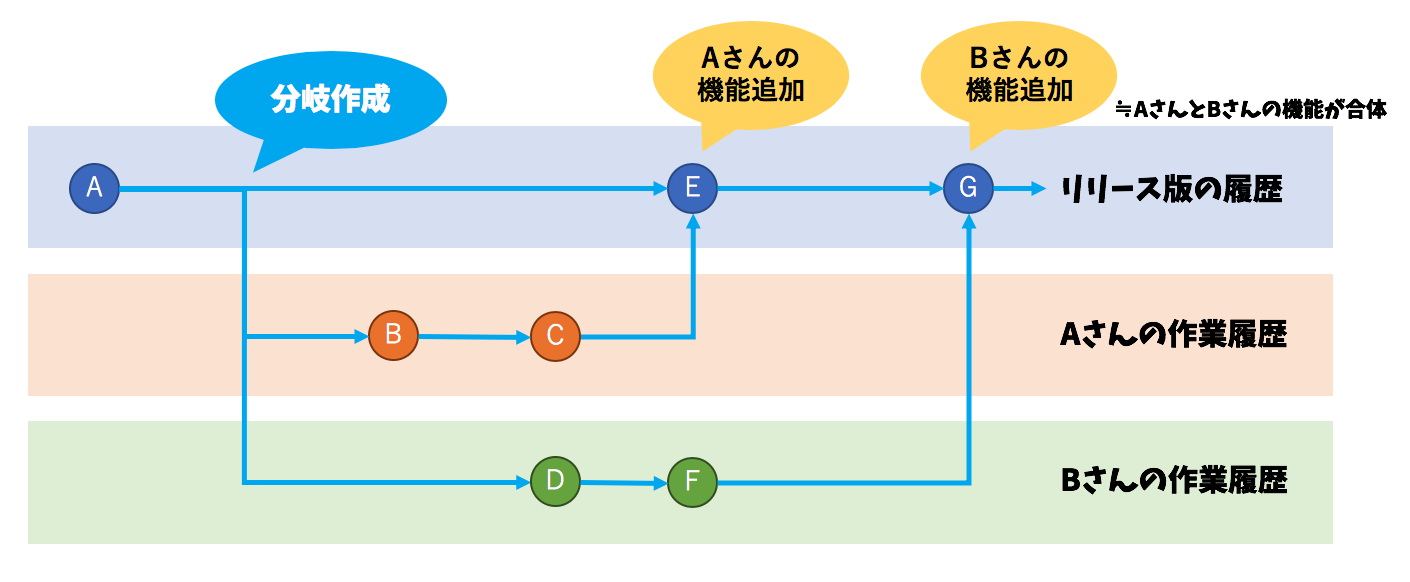 分岐作成
Aさんの
機能追加
Bさんの
機能追加
≒AさんとBさんの機能が合体
A
E
G
リリース版の履歴
B
C
Aさんの作業履歴
D
F
Bさんの作業履歴